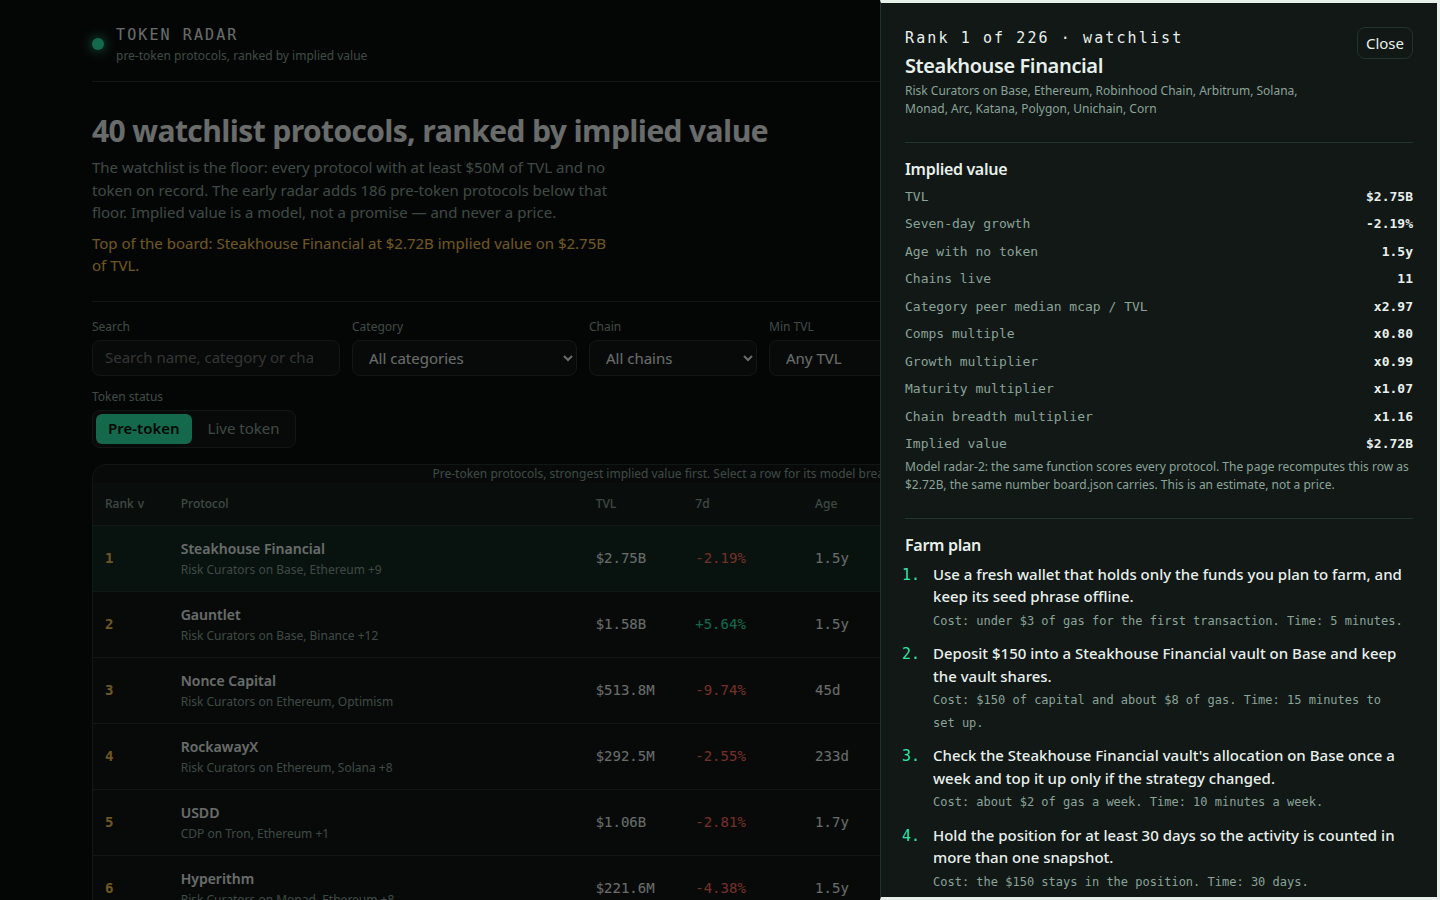 TOKEN RADAR
pre-token protocols, ranked by implied value
40 watchlist protocols, ranked by implied value
The watchlist is the floor: every protocol with at least $50M of TVL and no
token on record. The early radar adds 186 pre-token protocols below that
floor. Implied value is a model, not a promise — and never a price.
Top of the board: Steakhouse Financial at $2.72B implied value on $2.75B
of TVL.
Search Category Chain Min TVL
Search name, category or cha All categories All chains Any TVL
Token status
Pre-token Live token
Pre-token protocols, strongest implied value first. Select a row for its model brea
Rank v Protocol TVL 7d Age
1 Steakhouse Financial $2.75B -2.19% 1.5y
Risk Curators on Base, Ethereum +9
2 Gauntlet $1.58B +5.64% 1.5y
Risk Curators on Base, Binance +12
3 Nonce Capital $513.8M -9.74% 45d
Risk Curators on Ethereum, Optimism
4 RockawayX $292.5M -2.55% 233d
Risk Curators on Ethereum, Solana +8
5 USDD $1.06B -2.81% 1.7y
CDP on Tron, Ethereum +1
6 Hyperithm $221.6M -4.38% 1.5y
Risk Curators on Monad, Ethereum +8
Rank 1 of 226 · watchlist
Close
Steakhouse Financial
Risk Curators on Base, Ethereum, Robinhood Chain, Arbitrum, Solana,
Monad, Arc, Katana, Polygon, Unichain, Corn
Implied value
TVL $2.75B
Seven-day growth -2.19%
Age with no token 1.5y
Chains live 11
Category peer median mcap / TVL x2.97
Comps multiple x0.80
Growth multiplier x0.99
Maturity multiplier x1.07
Chain breadth multiplier x1.16
Implied value $2.72B
Model radar-2: the same function scores every protocol. The page recomputes this row as
$2.72B, the same number board.json carries. This is an estimate, not a price.
Farm plan
1. Use a fresh wallet that holds only the funds you plan to farm, and
keep its seed phrase offline.
Cost: under $3 of gas for the first transaction. Time: 5 minutes.
2. Deposit $150 into a Steakhouse Financial vault on Base and keep
the vault shares.
Cost: $150 of capital and about $8 of gas. Time: 15 minutes to
set up.
3. Check the Steakhouse Financial vault's allocation on Base once a
week and top it up only if the strategy changed.
Cost: about $2 of gas a week. Time: 10 minutes a week.
4. Hold the position for at least 30 days so the activity is counted in
more than one snapshot.
Cost: the $150 stays in the position. Time: 30 days.